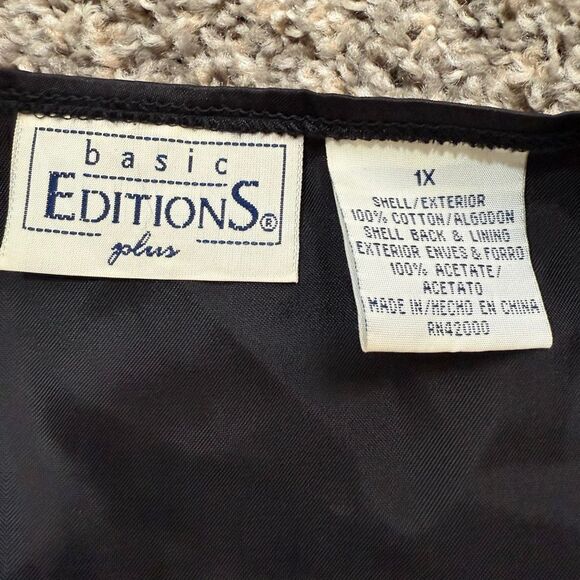 basic
EDITIONS®
plus
1X
SHELL/EXTERIOR
100% COTTON/ALGODON
SHELL BACK & LINING
EXTERIOR ENUES & FORRO
100% ACETATE/
ACETATO
MADE IN/HECHO EN CHINA
RN42000